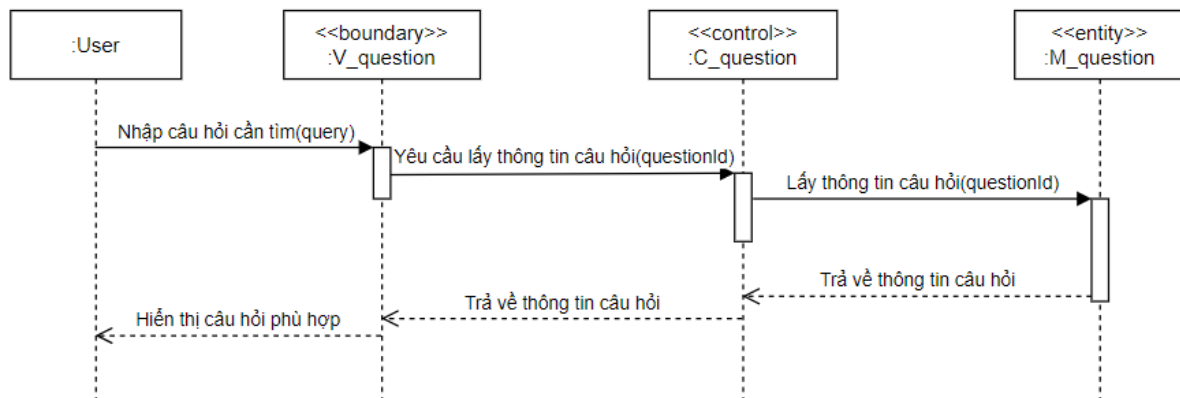 :User
<<boundary>>
:V_question
<<control>>
:C_question
<<entity>>
:M_question
Nhập câu hỏi cần tìm(query)
Yêu cầu lấy thông tin câu hỏi(questionId)
Lấy thông tin câu hỏi(questionId)
Trả về thông tin câu hỏi
Trả về thông tin câu hỏi
Hiển thị câu hỏi phù hợp